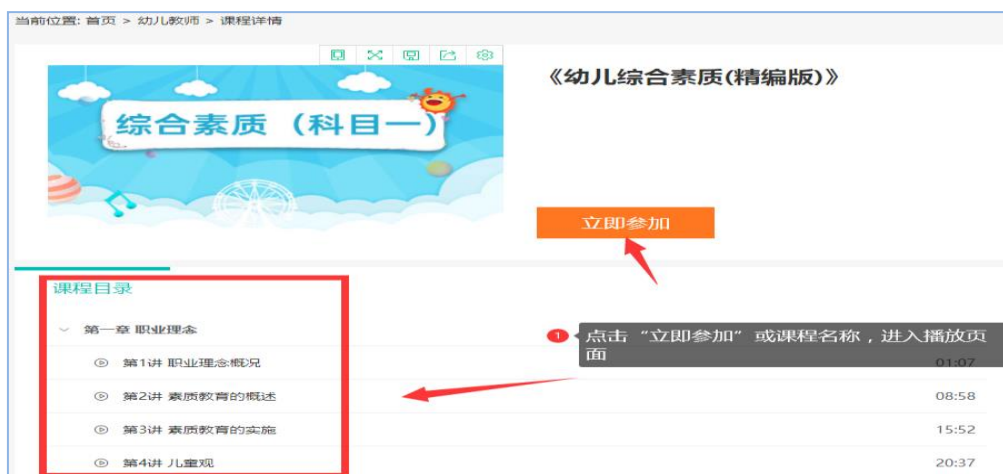 当前位置: 首页 > 幼儿教师 > 课程详情
《幼儿综合素质(精编版)》
综合素质（科目一）
立即参加
课程目录
第一章 职业理念
1 点击“立即参加”或课程名称，进入播放页
面
第1讲 职业理念概况 01:07
第2讲 素质教育的概述 08:58
第3讲 素质教育的实施 15:52
第4讲 儿童观 20:37